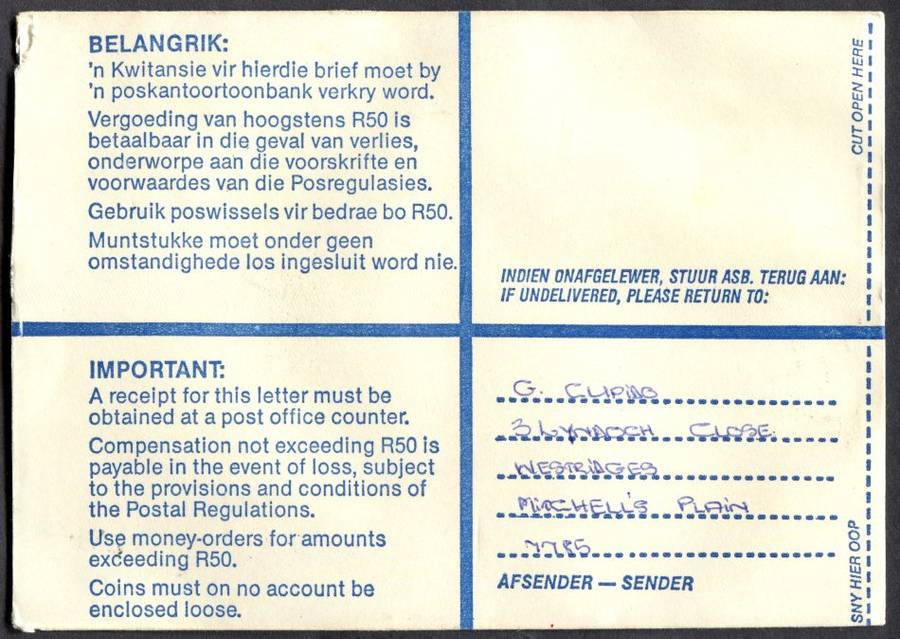 BELANGRIK:
'n Kwitansie vir hierdie brief moet by
'n poskantoortoonbank verkry word.
Vergoeding van hoogstens R50 is
betaalbaar in die geval van verlies,
onderworpe aan die voorskrifte en
voorwaardes van die Posregulasies.
Gebruik poswissels vir bedrae bo R50.
Muntstukke moet onder geen
omstandighede los ingesluit word nie.
INDIEN ONAFGELEWER, STUUR ASB. TERUG AAN:
IF UNDELIVERED, PLEASE RETURN TO:
CUT OPEN HERE
IMPORTANT:
A receipt for this letter must be
obtained at a post office counter.
Compensation not exceeding R50 is
payable in the event of loss, subject
to the provisions and conditions of
the Postal Regulations.
Use money-orders for amounts
exceeding R50.
Coins must on no account be
enclosed loose.
G. CUPIDO
3 LYNDOCH CLOSE
WESTRIDGES
MITCHELL'S PLAIN
7785
AFSENDER — SENDER
SNY HIER OOP